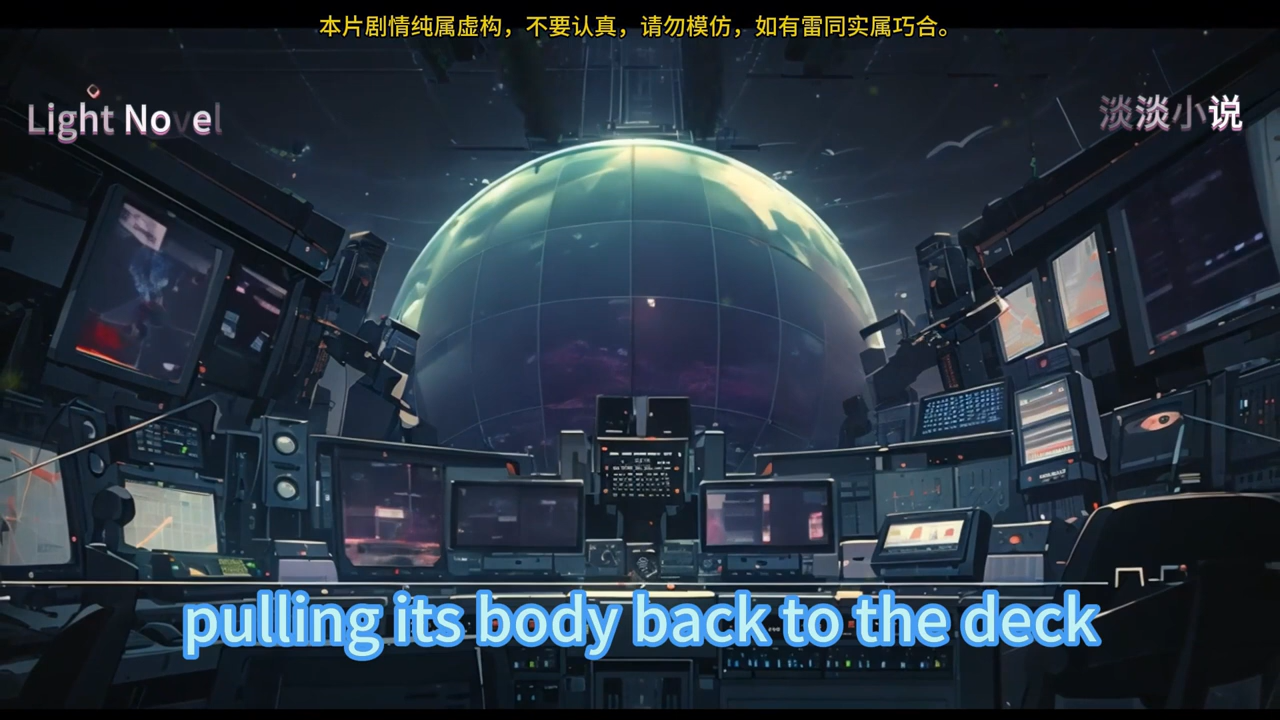 本片剧情纯属虚构，不要认真，请勿模仿，如有雷同实属巧合。
Light Novel
淡淡小说
pulling its body back to the deck